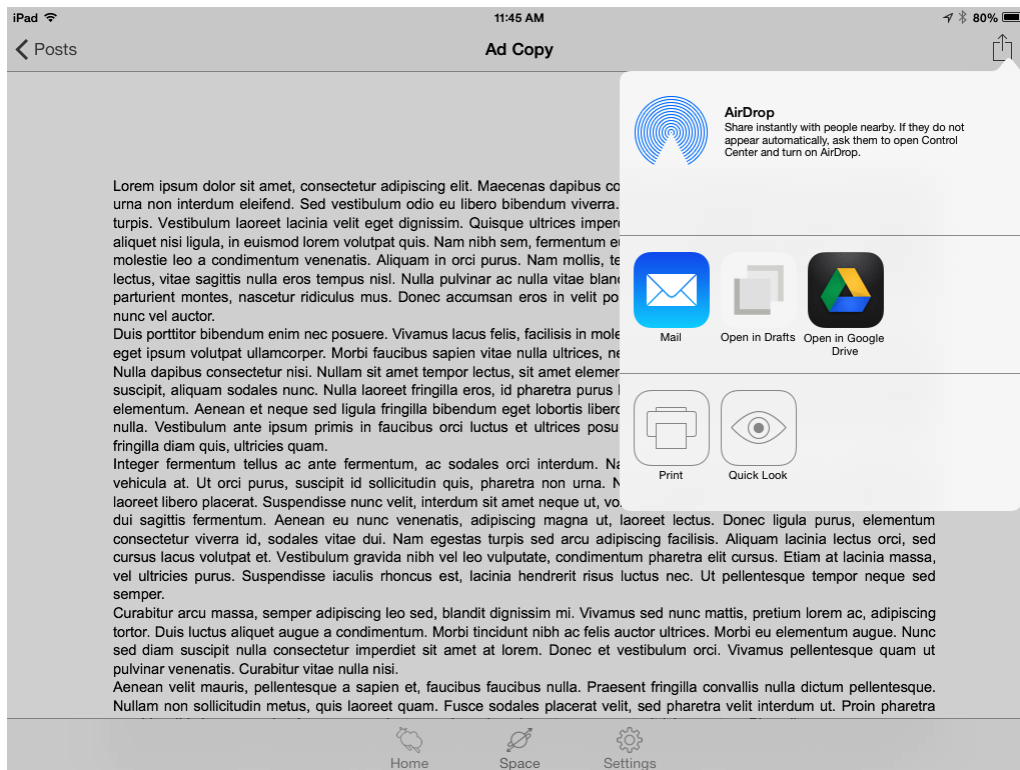 iPad
11:45 AM
80%
Posts
Ad Copy
AirDrop
Share instantly with people nearby. If they do not
appear automatically, ask them to open Control
Center and turn on AirDrop.
Mail
Open in Drafts
Open in Google
Drive
Print
Quick Look
Lorem ipsum dolor sit amet, consectetur adipiscing elit. Maecenas dapibus
urna non interdum eleifend. Sed vestibulum odio eu libero bibendum viverra.
turpis. Vestibulum laoreet lacinia velit eget dignissim. Quisque ultrices
aliquet nisi ligula, in euismod lorem volutpat quis. Nam nibh sem, fermentum
molestie leo a condimentum venenatis. Aliquam in orci purus. Nam mollis,
lectus, vitae sagittis nulla eros tempus nisl. Nulla pulvinar ac nulla vitae
parturient montes, nascetur ridiculus mus. Donec accumsan eros in velit
nunc vel auctor.
Duis porttitor bibendum enim nec posuere. Vivamus lacus felis, facilisis in
eget ipsum volutpat ullamcorper. Morbi faucibus sapien vitae nulla ultrices,
Nulla dapibus consectetur nisi. Nullam sit amet tempor lectus, sit amet
suscipit, aliquam sodales nunc. Nulla laoreet fringilla eros, id pharetra purus
elementum. Aenean et neque sed ligula fringilla bibendum eget lobortis
nulla. Vestibulum ante ipsum primis in faucibus orci luctus et ultrices
fringilla diam quis, ultricies quam.
Integer fermentum tellus ac ante fermentum, ac sodales orci interdum.
vehicula at. Ut orci purus, suscipit id sollicitudin quis, pharetra non urna.
laoreet libero placerat. Suspendisse nunc velit, interdum sit amet neque ut,
dui sagittis fermentum. Aenean eu nunc venenatis, adipiscing magna ut, laoreet lectus. Donec ligula purus, elementum
consectetur viverra id, sodales vitae dui. Nam egestas turpis sed arcu adipiscing facilisis. Aliquam lacinia lectus orci, sed
cursus lacus volutpat et. Vestibulum gravida nibh vel leo vulputate, condimentum pharetra elit cursus. Etiam at lacinia massa,
vel ultricies purus. Suspendisse iaculis rhoncus est, lacinia hendrerit risus luctus nec. Ut pellentesque tempor neque sed
semper.
Curabitur arcu massa, semper adipiscing leo sed, blandit dignissim mi. Vivamus sed nunc mattis, pretium lorem ac, adipiscing
tortor. Duis luctus aliquet augue a condimentum. Morbi tincidunt nibh ac felis auctor ultrices. Morbi eu elementum augue. Nunc
sed diam suscipit nulla consectetur imperdiet sit amet at lorem. Donec et vestibulum orci. Vivamus pellentesque quam ut
pulvinar venenatis. Curabitur vitae nulla nisi.
Aenean velit mauris, pellentesque a sapien et, faucibus faucibus nulla. Praesent fringilla convallis nulla dictum pellentesque.
Nullam non sollicitudin metus, quis laoreet quam. Fusce sodales placerat velit, sed pharetra velit interdum ut. Proin pharetra
Home
Space
Settings